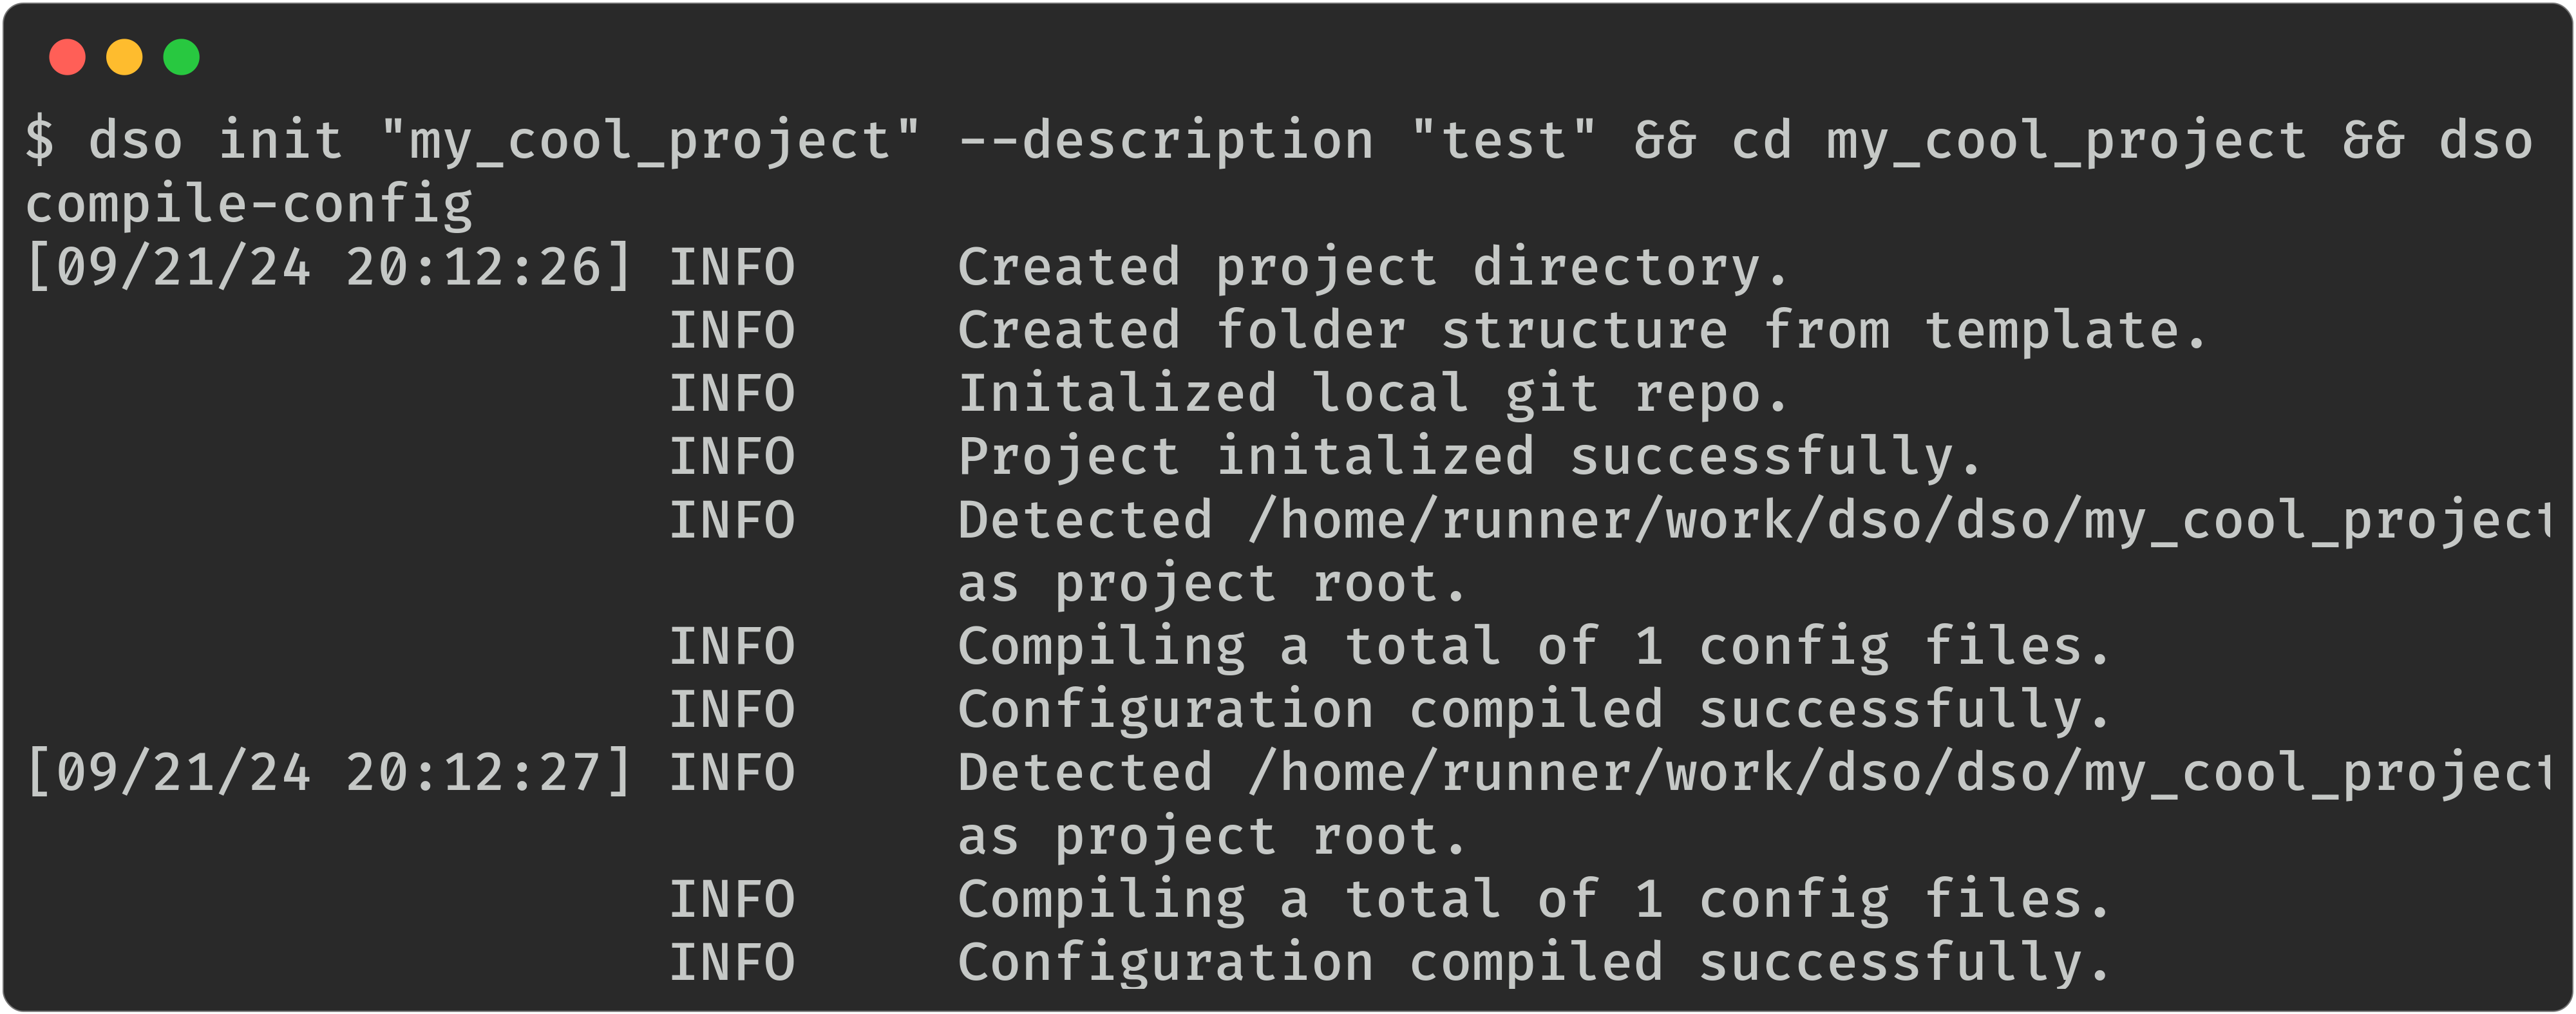 $ dso init "my_cool_project" --description "test" && cd my_cool_project && dso
compile-config
[09/21/24 20:12:26] INFO     Created project directory.
                    INFO     Created folder structure from template.
                    INFO     Initalized local git repo.
                    INFO     Project initalized successfully.
                    INFO     Detected /home/runner/work/dso/dso/my_cool_project
                             as project root.
                    INFO     Compiling a total of 1 config files.
                    INFO     Configuration compiled successfully.
[09/21/24 20:12:27] INFO     Detected /home/runner/work/dso/dso/my_cool_project
                             as project root.
                    INFO     Compiling a total of 1 config files.
                    INFO     Configuration compiled successfully.